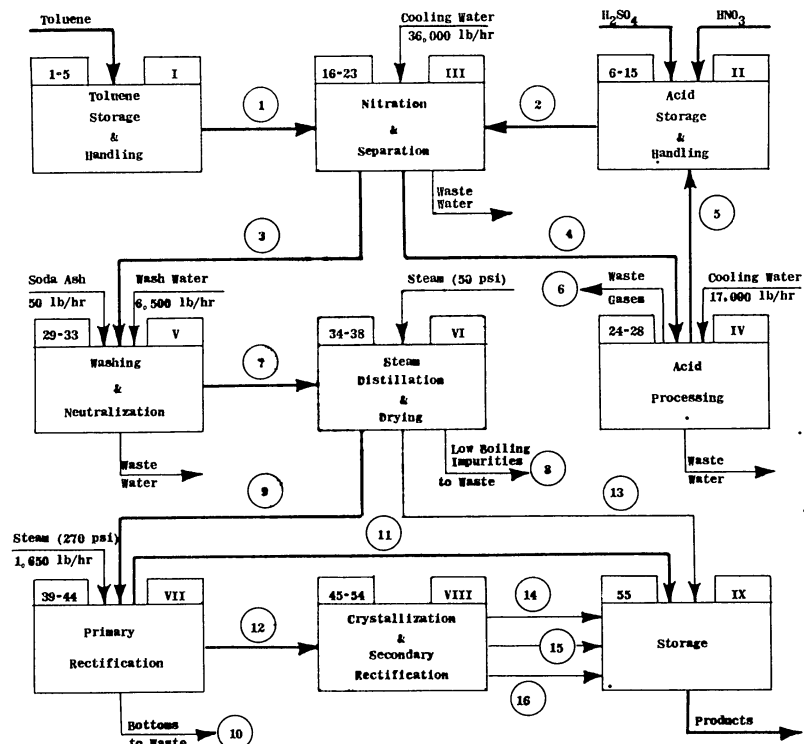 Toluene
Cooling Water
36,000 lb/hr
H2SO4
HNO3
1-5
I
Toluene
Storage
&
Handling
1
16-23
III
Nitration
&
Separation
2
6-15
II
Acid
Storage
&
Handling
Waste
Water
3
4
5
Soda Ash
50 lb/hr
Wash Water
6,500 lb/hr
Steam (50 psi)
6
Waste
Gases
Cooling Water
17,000 lb/hr
29-33
V
Washing
&
Neutralization
7
34-38
VI
Steam
Distillation
&
Drying
24-28
IV
Acid
Processing
Waste
Water
Low Boiling
Impurities
to Waste
8
Waste
Water
9
13
11
Steam (270 psi)
1,650 lb/hr
39-44
VII
Primary
Rectification
12
45-54
VIII
Crystallization
&
Secondary
Rectification
14
15
16
55
IX
Storage
Bottoms
to Waste
10
Products